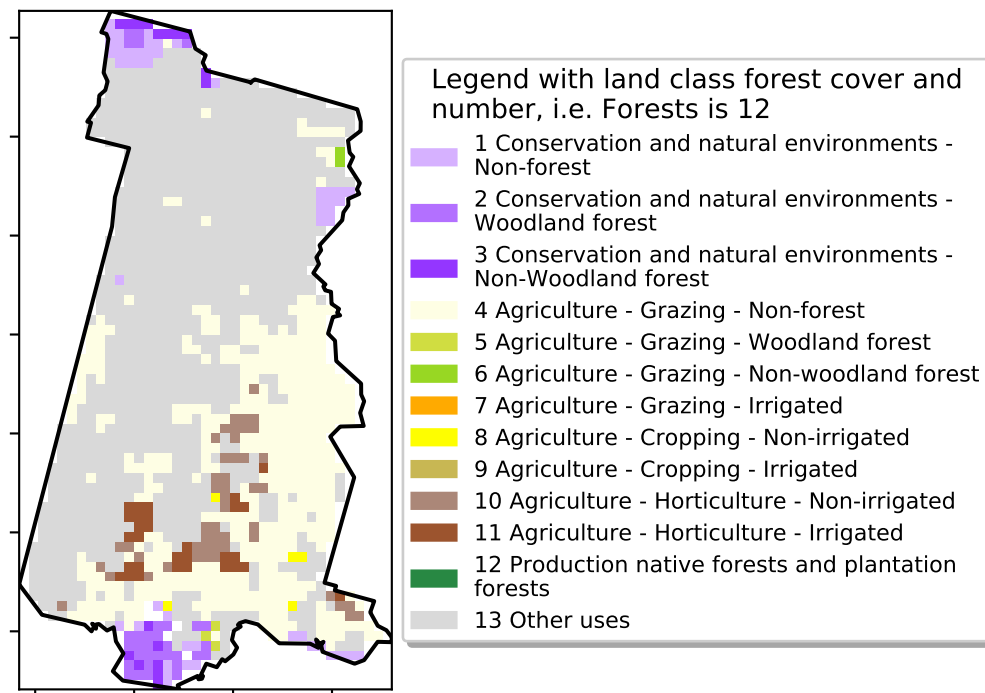 Legend with land class forest cover and
number, i.e. Forests is 12
1 Conservation and natural environments -
Non-forest
2 Conservation and natural environments -
Woodland forest
3 Conservation and natural environments -
Non-Woodland forest
4 Agriculture - Grazing - Non-forest
5 Agriculture - Grazing - Woodland forest
6 Agriculture - Grazing - Non-woodland forest
7 Agriculture - Grazing - Irrigated
8 Agriculture - Cropping - Non-irrigated
9 Agriculture - Cropping - Irrigated
10 Agriculture - Horticulture - Non-irrigated
11 Agriculture - Horticulture - Irrigated
12 Production native forests and plantation
forests
13 Other uses